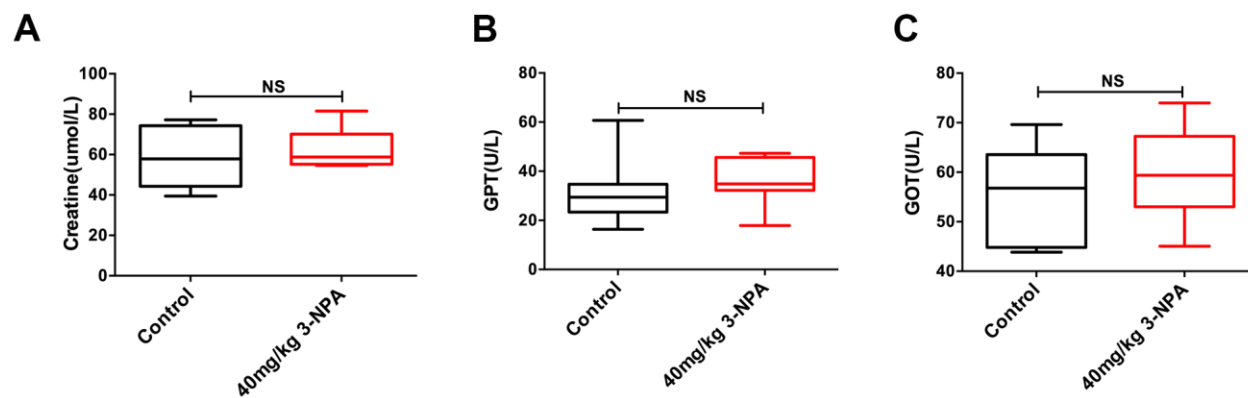 A
Creatine(umol/L)
100
80
60
40
20
0
NS
Control
40mg/kg 3-NPA
B
GPT(U/L)
80
60
40
20
0
NS
Control
40mg/kg 3-NPA
C
GOT(U/L)
80
70
60
50
40
NS
Control
40mg/kg 3-NPA